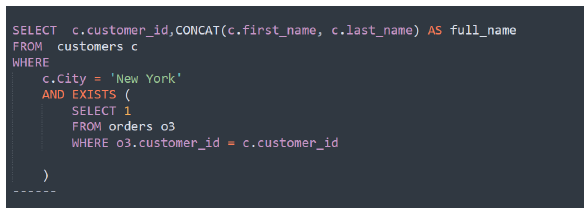 SELECT  c.customer_id,CONCAT(c.first_name, c.last_name) AS full_name
FROM  customers c
WHERE
    c.City = 'New York'
    AND EXISTS (
        SELECT 1
        FROM orders o3
        WHERE o3.customer_id = c.customer_id
    )
------